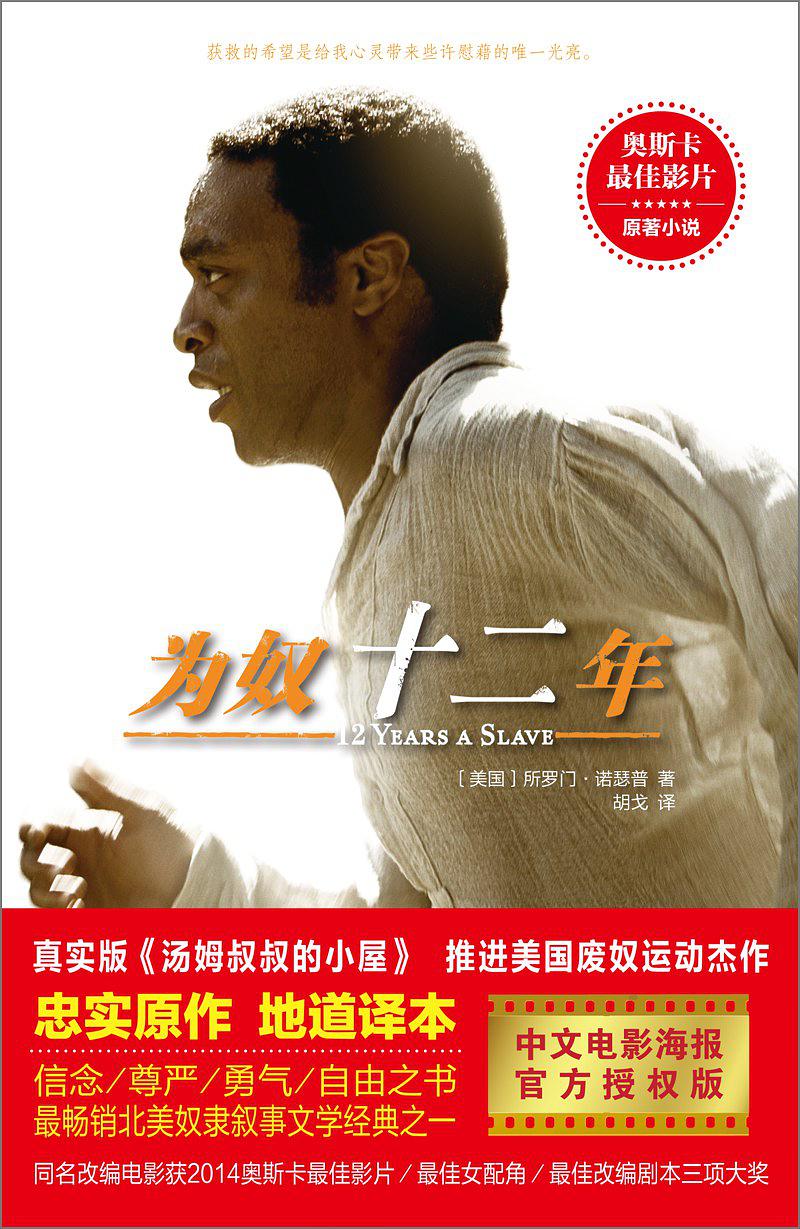 获救的希望是给我心灵带来些许慰藉的唯一光亮。
奥斯卡
最佳影片
原著小说
为奴十二年
12 YEARS A SLAVE
[美国] 所罗门·诺瑟普 著
胡戈 译
真实版《汤姆叔叔的小屋》 推进美国废奴运动杰作
忠实原作 地道译本
信念/尊严/勇气/自由之书
最畅销北美奴隶叙事文学经典之一
中文电影海报
官方授权版
同名改编电影获2014奥斯卡最佳影片/最佳女配角/最佳改编剧本三项大奖